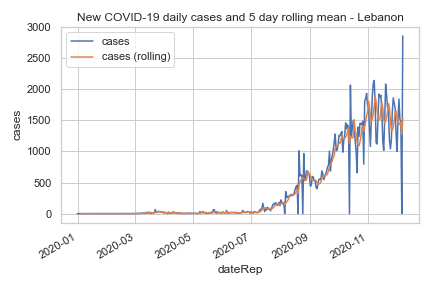 New COVID-19 daily cases and 5 day rolling mean - Lebanon
cases
cases (rolling)
3000
2500
2000
1500
1000
500
0
cases
2020-01
2020-03
2020-05
2020-07
2020-09
2020-11
dateRep